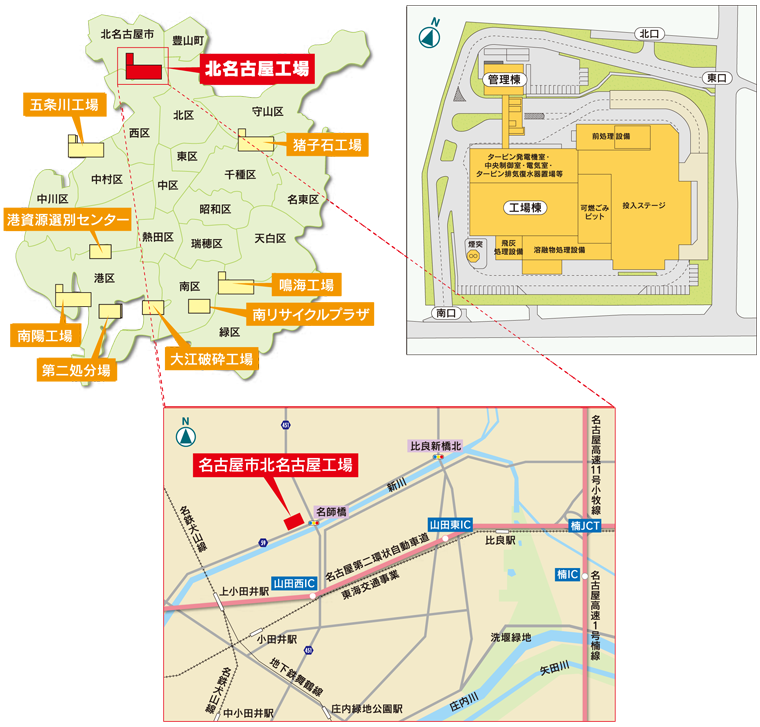 北名古屋市
豊山町
北名古屋工場
五条川工場
北区
守山区
西区
猪子石工場
東区
千種区
中村区
中区
中川区
名東区
昭和区
港資源選別センター
熱田区
瑞穂区
天白区
港区
南区
鳴海工場
南陽工場
南リサイクルプラザ
緑区
第二処分場
大江破砕工場
N
北口
東口
管理棟
前処理設備
タービン発電機室・
中央制御室・電気室・
タービン排気復水器置場等
工場棟
可燃ごみ
ピット
投入ステージ
煙突
飛灰
処理設備
溶融物処理設備
南口
N
451
比良新橋北
名古屋高速11号小牧線
名古屋市北名古屋工場
新川
名鉄犬山線
名師橋
山田東IC
楠JCT
59
比良駅
名古屋第二環状自動車道
東海交通事業
山田西IC
楠IC
上小田井駅
名古屋高速1号楠線
小田井駅
洗堰緑地
455
地下鉄舞鶴線
矢田川
名鉄犬山線
庄内川
中小田井駅
庄内緑地公園駅